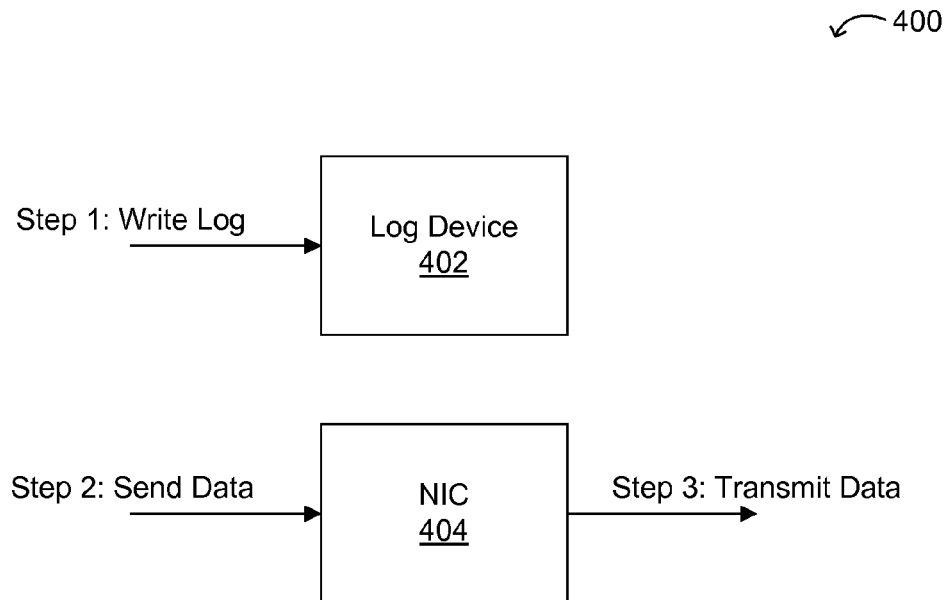 400
Step 1: Write Log
Log Device
402
Step 2: Send Data
NIC
404
Step 3: Transmit Data